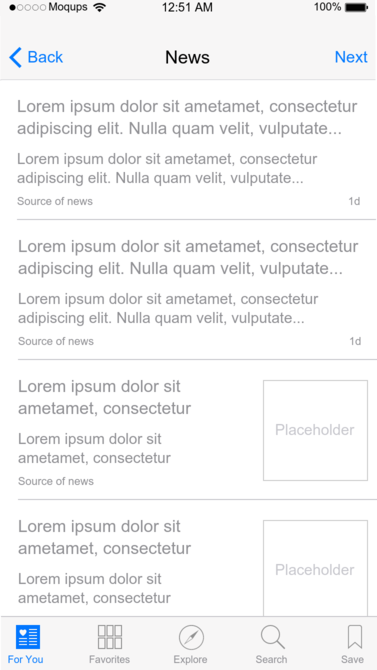 Moqups 12:51 AM 100%
Back News Next
Lorem ipsum dolor sit ametamet, consectetur
adipiscing elit. Nulla quam velit, vulputate...
Lorem ipsum dolor sit ametamet, consectetur
adipiscing elit. Nulla quam velit, vulputate...
Source of news 1d
Lorem ipsum dolor sit ametamet, consectetur
adipiscing elit. Nulla quam velit, vulputate...
Lorem ipsum dolor sit ametamet, consectetur
adipiscing elit. Nulla quam velit, vulputate...
Source of news 1d
Lorem ipsum dolor sit
ametamet, consectetur
Lorem ipsum dolor sit
ametamet, consectetur
Source of news
Placeholder
Lorem ipsum dolor sit
ametamet, consectetur
Lorem ipsum dolor sit
ametamet, consectetur
Placeholder
For You Favorites Explore Search Save